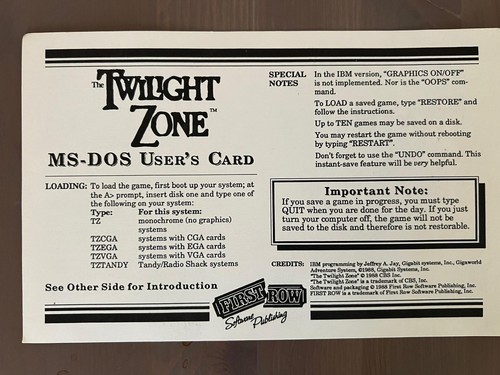 The
TWILIGHT
ZONE™
MS-DOS USER'S CARD
LOADING: To load the game, first boot up your system; at
the A> prompt, insert disk one and type one of
the following on your system:
Type: For this system:
TZ monochrome (no graphics)
systems
TZCGA systems with CGA cards
TZEGA systems with EGA cards
TZVGA systems with VGA cards
TZTANDY Tandy/Radio Shack systems
See Other Side for Introduction
SPECIAL NOTES In the IBM version, "GRAPHICS ON/OFF"
is not implemented. Nor is the "OOPS" com-
mand.
To LOAD a saved game, type "RESTORE" and
follow the instructions.
Up to TEN games may be saved on a disk.
You may restart the game without rebooting
by typing "RESTART".
Don't forget to use the "UNDO" command. This
instant-save feature will be very helpful.
Important Note:
If you save a game in progress, you must type
QUIT when you are done for the day. If you just
turn your computer off, the game will not be
saved to the disk and therefore is not restorable.
CREDITS: IBM programming by Jeffrey A. Jay, Gigabit systems, Inc., Gigaworld
Adventure System, ©1988, Gigabit Systems, Inc.
"The Twilight Zone" © 1988 CBS Inc.
"The Twilight Zone" is a trademark of CBS, Inc.
Software and packaging © 1988 First Row Software Publishing, Inc.
FIRST ROW is a trademark of First Row Software Publishing, Inc.
FIRST ROW
Software Publishing